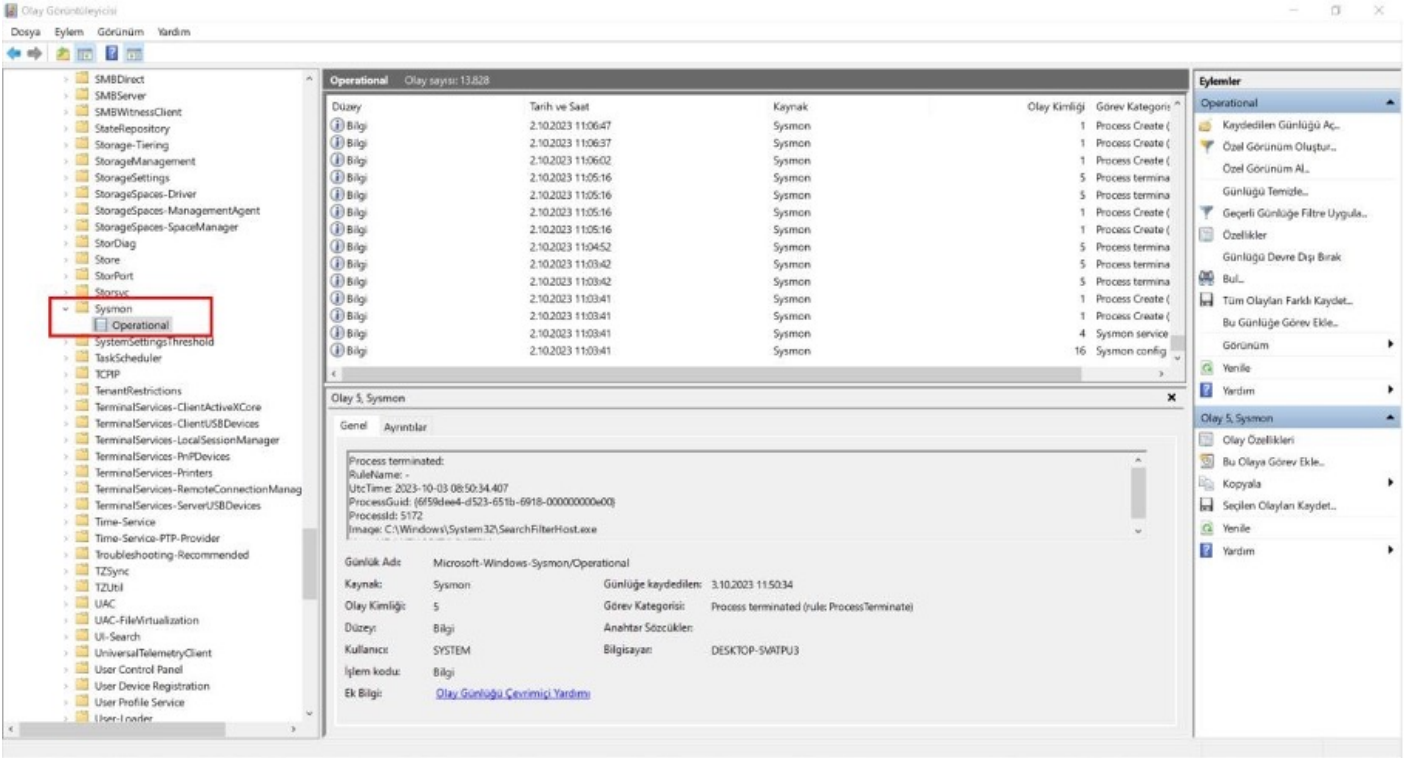 Olay Görüntüleyicisi
Dosya Eylem Görünüm Yardım
SMBDirect
SMBServer
SMBWitnessClient
StateRepository
Storage-Tiering
StorageManagement
StorageSettings
StorageSpaces-Driver
StorageSpaces-ManagementAgent
StorageSpaces-SpaceManager
StorDiag
Store
StorPort
Storsvc
Sysmon
Operational
SystemSettingsThreshold
TaskScheduler
TCPIP
TenantRestrictions
TerminalServices-ClientActiveXCore
TerminalServices-ClientUSBDevices
TerminalServices-LocalSessionManager
TerminalServices-PnPDevices
TerminalServices-Printers
TerminalServices-RemoteConnectionManag
TerminalServices-ServerUSBDevices
Time-Service
Time-Service-PTP-Provider
Troubleshooting-Recommended
TZSync
TZUtil
UAC
UAC-FileVirtualization
UI-Search
UniversalTelemetryClient
User Control Panel
User Device Registration
User Profile Service
User-Loader
Operational Olay sayısı: 13.828
Düzey Tarih ve Saat Kaynak Olay Kimliği Görev Kategoris
Bilgi 2.10.2023 11:06:47 Sysmon 1 Process Create (
Bilgi 2.10.2023 11:06:37 Sysmon 1 Process Create (
Bilgi 2.10.2023 11:06:02 Sysmon 1 Process Create (
Bilgi 2.10.2023 11:05:16 Sysmon 5 Process termina
Bilgi 2.10.2023 11:05:16 Sysmon 5 Process termina
Bilgi 2.10.2023 11:05:16 Sysmon 1 Process Create (
Bilgi 2.10.2023 11:05:16 Sysmon 1 Process Create (
Bilgi 2.10.2023 11:04:52 Sysmon 5 Process termina
Bilgi 2.10.2023 11:03:42 Sysmon 5 Process termina
Bilgi 2.10.2023 11:03:42 Sysmon 5 Process termina
Bilgi 2.10.2023 11:03:41 Sysmon 1 Process Create (
Bilgi 2.10.2023 11:03:41 Sysmon 1 Process Create (
Bilgi 2.10.2023 11:03:41 Sysmon 4 Sysmon service
Bilgi 2.10.2023 11:03:41 Sysmon 16 Sysmon config
Olay 5, Sysmon
Genel Ayrıntılar
Process terminated:
RuleName: -
UtcTime: 2023-10-03 08:50:34.407
ProcessGuid: {6f59dee4-d523-651b-6918-000000000e00}
ProcessId: 5172
Image: C:\Windows\System32\SearchFilterHost.exe
Günlük Adı: Microsoft-Windows-Sysmon/Operational
Kaynak: Sysmon Günlüğe kaydedilen: 3.10.2023 11:50:34
Olay Kimliği: 5 Görev Kategorisi: Process terminated (rule: ProcessTerminate)
Düzey: Bilgi Anahtar Sözcükler:
Kullanıcı: SYSTEM Bilgisayar: DESKTOP-SVATPU3
İşlem kodu: Bilgi
Ek Bilgi: Olay Günlüğü Çevrimiçi Yardımı
Eylemler
Operational
Kaydedilen Günlüğü Aç...
Özel Görünüm Oluştur...
Özel Görünüm Al...
Günlüğü Temizle...
Geçerli Günlüğe Filtre Uygula...
Özellikler
Günlüğü Devre Dışı Bırak
Bul...
Tüm Olayları Farklı Kaydet...
Bu Günlüğe Görev Ekle...
Görünüm
Yenile
Yardım
Olay 5, Sysmon
Olay Özellikleri
Bu Olaya Görev Ekle...
Kopyala
Seçilen Olayları Kaydet...
Yenile
Yardım